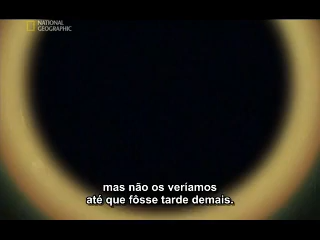 NATIONAL
GEOGRAPHIC
mas não os veríamos
até que fôsse tarde demais.